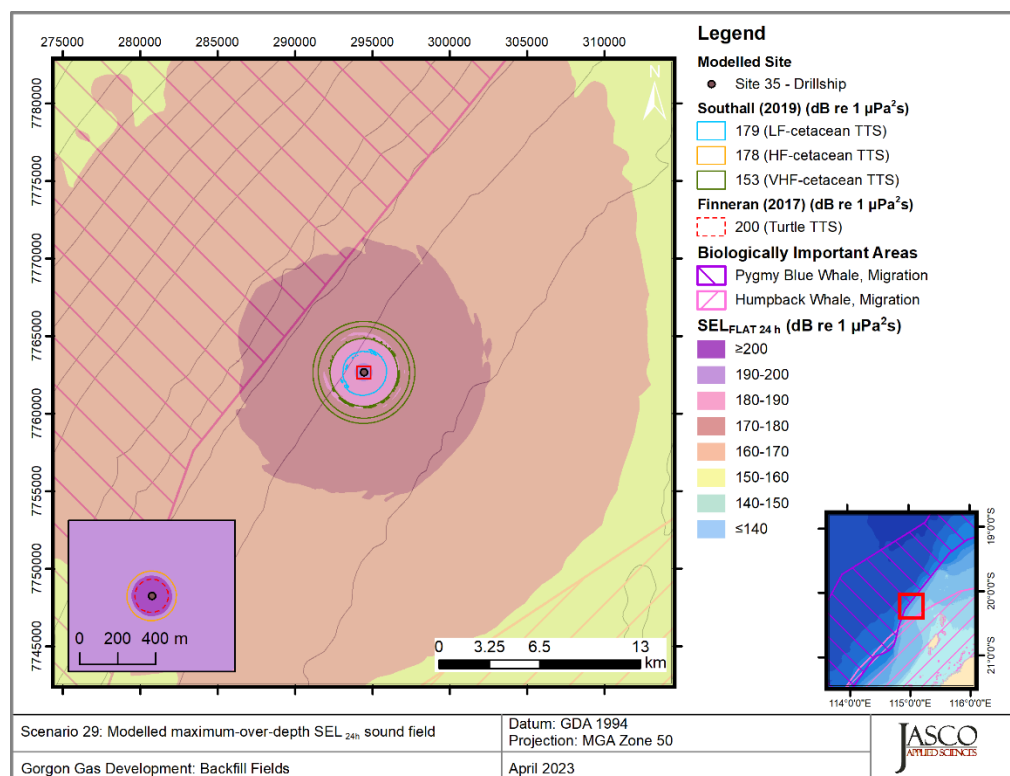 275000 280000 285000 290000 295000 300000 305000 310000
7780000
7775000
7770000
7765000
7760000
7755000
7750000
7745000
N
0 200 400 m
0 3.25 6.5 13
km
Legend
Modelled Site
Site 35 - Drillship
Southall (2019) (dB re 1 µPa²s)
179 (LF-cetacean TTS)
178 (HF-cetacean TTS)
153 (VHF-cetacean TTS)
Finneran (2017) (dB re 1 µPa²s)
200 (Turtle TTS)
Biologically Important Areas
Pygmy Blue Whale, Migration
Humpback Whale, Migration
SEL FLAT 24 h (dB re 1 µPa²s)
≥200
190-200
180-190
170-180
160-170
150-160
140-150
≤140
19°0'0"S
20°0'0"S
21°0'0"S
114°0'0"E 115°0'0"E 116°0'0"E
Scenario 29: Modelled maximum-over-depth SEL 24h sound field
Datum: GDA 1994
Projection: MGA Zone 50
Gorgon Gas Development: Backfill Fields
April 2023
JASCO
APPLIED SCIENCES